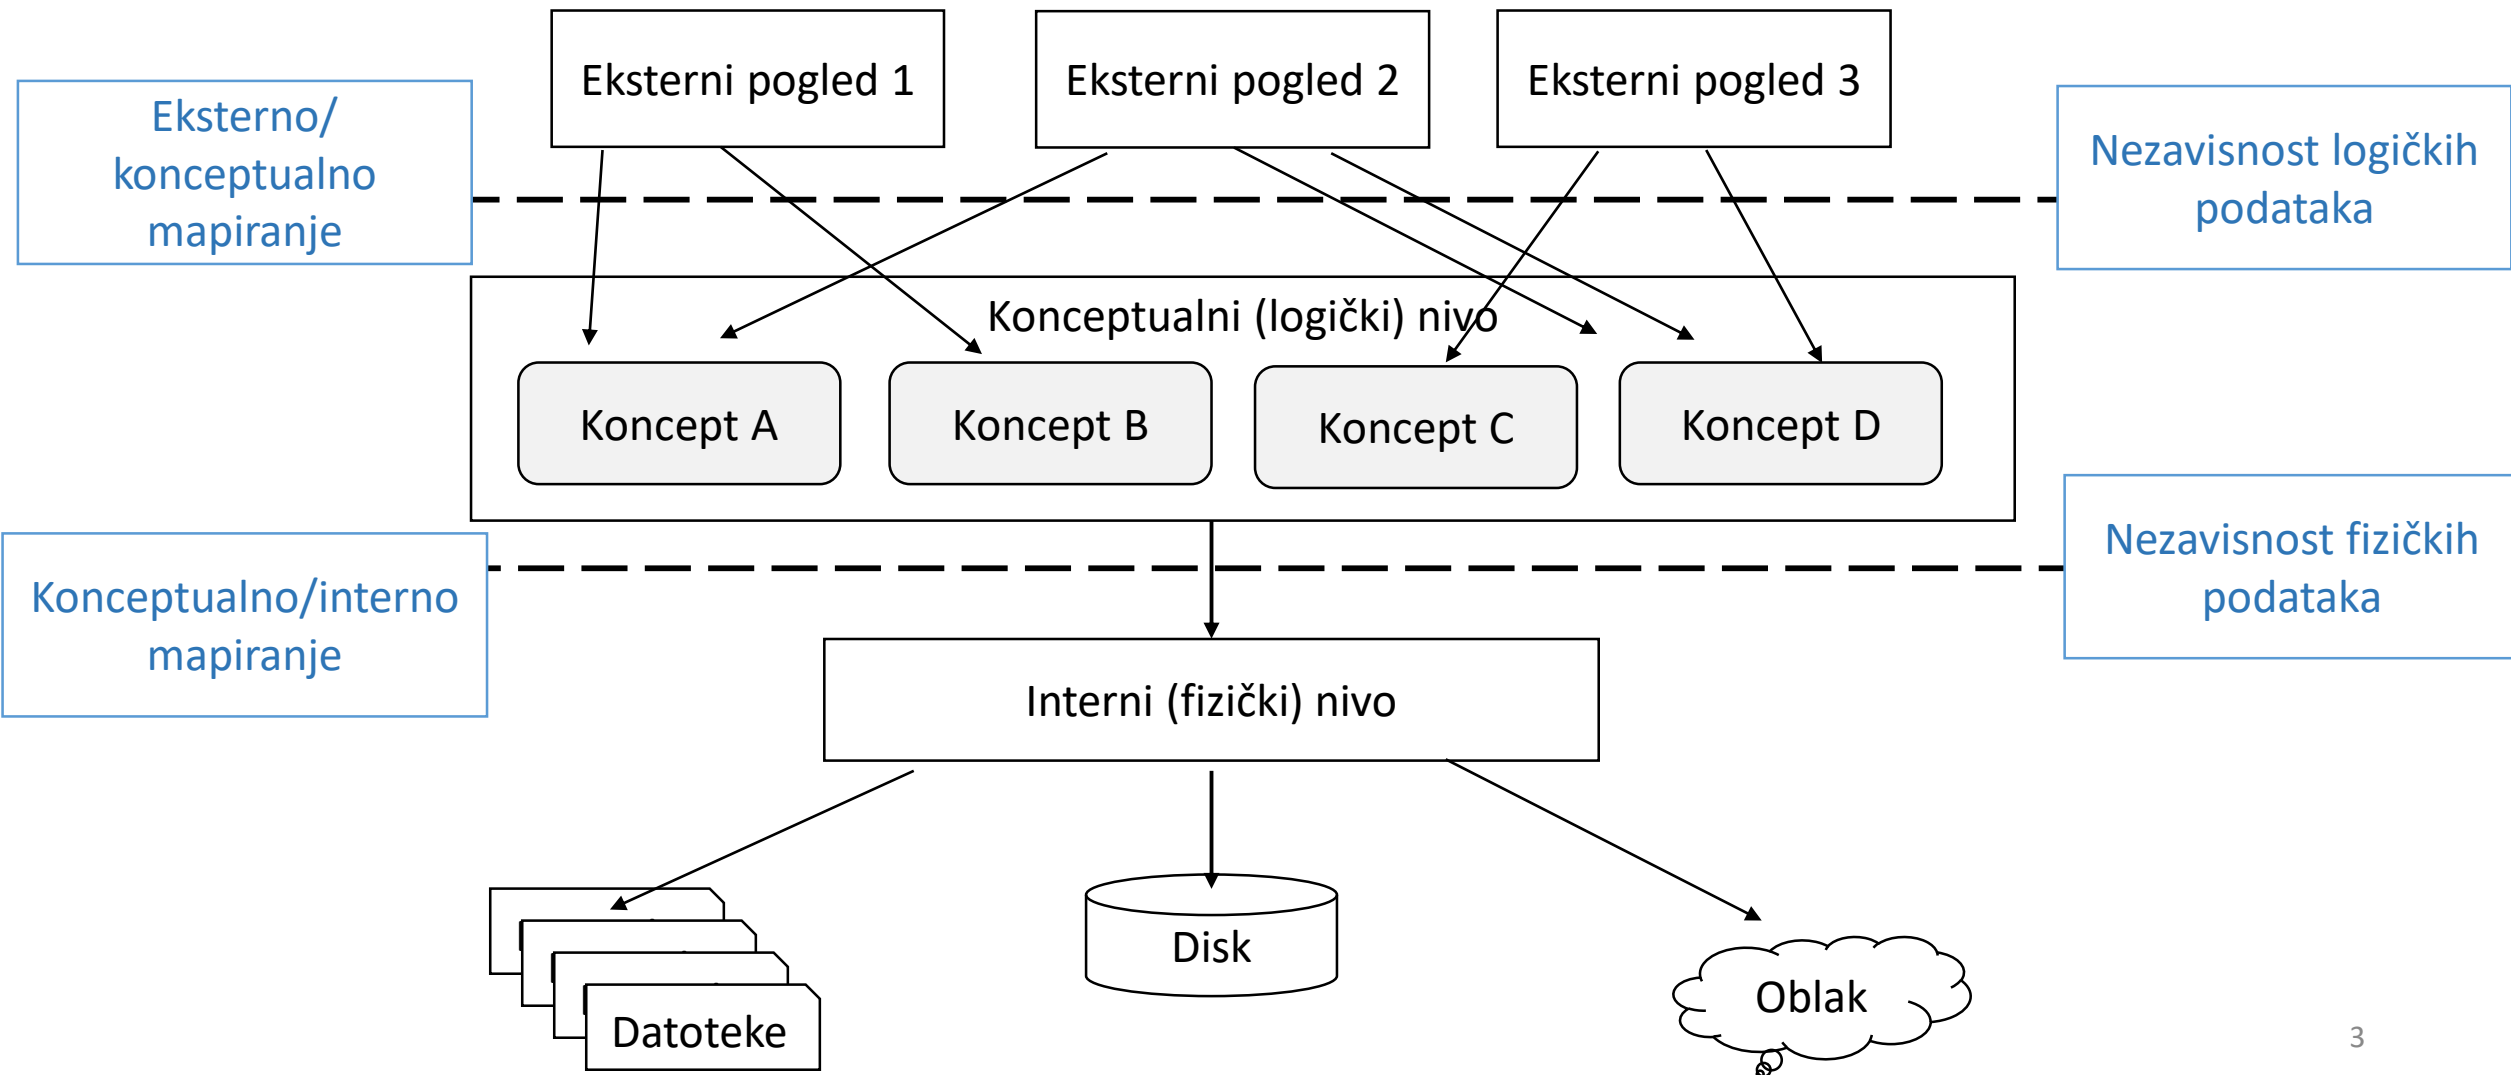 Eksterni pogled 1
Eksterni pogled 2
Eksterni pogled 3
Eksterno/
konceptualno
mapiranje
Nezavisnost logičkih
podataka
Konceptualni (logički) nivo
Koncept A
Koncept B
Koncept C
Koncept D
Konceptualno/interno
mapiranje
Nezavisnost fizičkih
podataka
Interni (fizički) nivo
Datoteke
Disk
Oblak
3